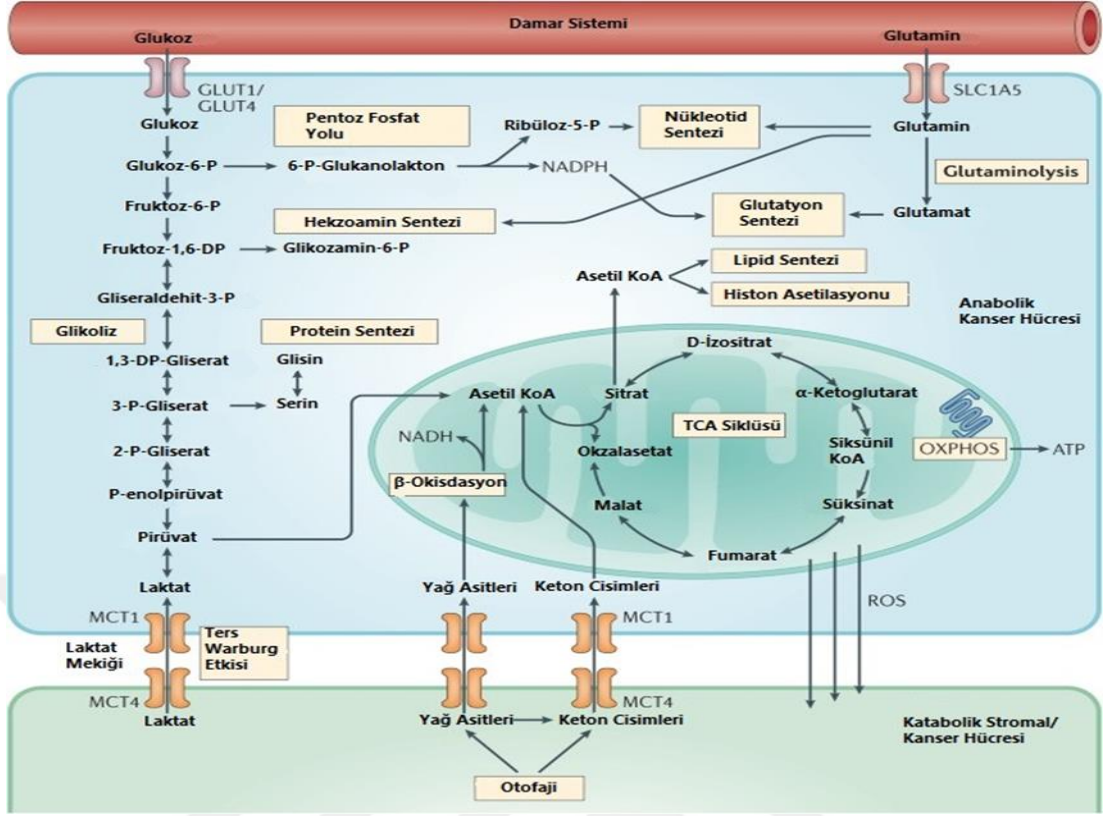 Damar Sistemi
Glukoz
Glutamin
GLUT1/
GLUT4
SLC1A5
Glukoz
Pentoz Fosfat
Yolu
Ribüloz-5-P
Nükleotid
Sentezi
Glutamin
Glukoz-6-P
6-P-Glukanolakton
NADPH
Glutaminolysis
Fruktoz-6-P
Hekzoamin Sentezi
Glutatyon
Sentezi
Glutamat
Fruktoz-1,6-DP
Glikozamin-6-P
Asetil KoA
Lipid Sentezi
Histon Asetilasyonu
Gliseraldehit-3-P
Anabolik
Kanser Hücresi
Glikoliz
Protein Sentezi
1,3-DP-Gliserat
Glisin
D-İzositrat
3-P-Gliserat
Serin
Asetil KoA
Sitrat
α-Ketoglutarat
TCA Siklüsü
NADH
2-P-Gliserat
Okzalasetat
Siksünil
KoA
OXPHOS
ATP
β-Okisdasyon
P-enolpirüvat
Malat
Süksinat
Pirüvat
Fumarat
Laktat
Yağ Asitleri
Keton Cisimleri
ROS
MCT1
MCT1
Laktat
Mekiği
Ters
Warburg
Etkisi
MCT4
MCT4
Laktat
Yağ Asitleri
Keton Cisimleri
Katabolik Stromal/
Kanser Hücresi
Otofaji